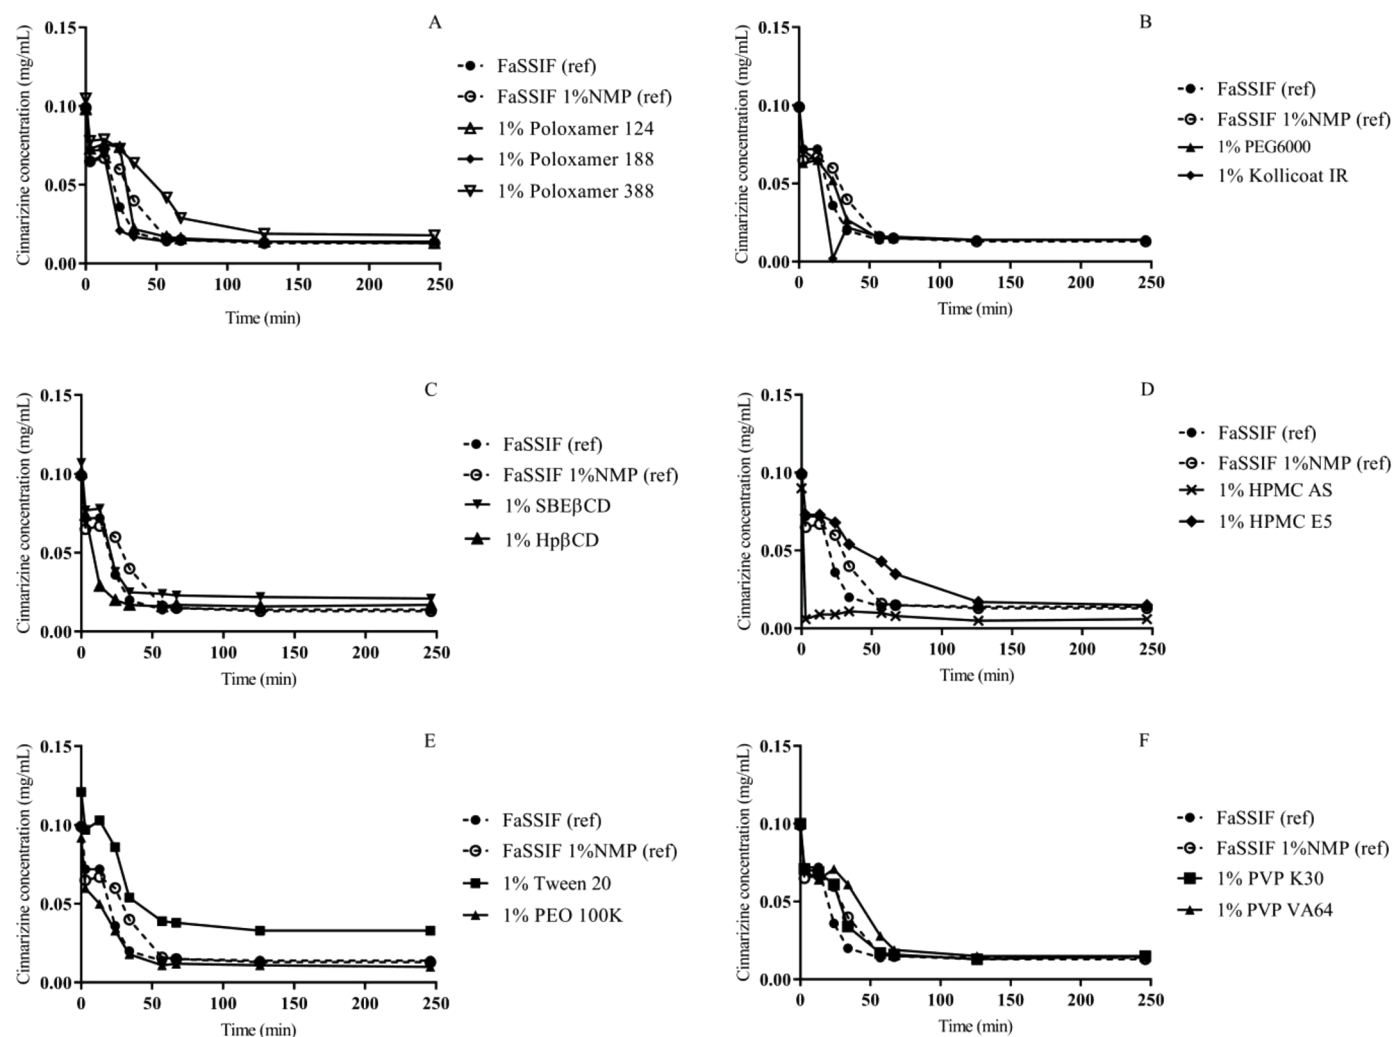 A
Cinnarizine concentration (mg/mL)
0.15
0.10
0.05
0.00
0 50 100 150 200 250
Time (min)
FaSSIF (ref)
FaSSIF 1%NMP (ref)
1% Poloxamer 124
1% Poloxamer 188
1% Poloxamer 388
B
Cinnarizine concentration (mg/mL)
0.15
0.10
0.05
0.00
0 50 100 150 200 250
Time (min)
FaSSIF (ref)
FaSSIF 1%NMP (ref)
1% PEG6000
1% Kollicoat IR
C
Cinnarizine concentration (mg/mL)
0.15
0.10
0.05
0.00
0 50 100 150 200 250
Time (min)
FaSSIF (ref)
FaSSIF 1%NMP (ref)
1% SBEβCD
1% HpβCD
D
Cinnarizine concentration (mg/mL)
0.15
0.10
0.05
0.00
0 50 100 150 200 250
Time (min)
FaSSIF (ref)
FaSSIF 1%NMP (ref)
1% HPMC AS
1% HPMC E5
E
Cinnarizine concentration (mg/mL)
0.15
0.10
0.05
0.00
0 50 100 150 200 250
Time (min)
FaSSIF (ref)
FaSSIF 1%NMP (ref)
1% Tween 20
1% PEO 100K
F
Cinnarizine concentration (mg/mL)
0.15
0.10
0.05
0.00
0 50 100 150 200 250
Time (min)
FaSSIF (ref)
FaSSIF 1%NMP (ref)
1% PVP K30
1% PVP VA64